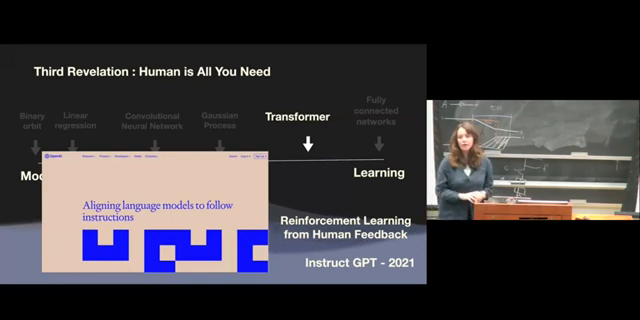 Third Revelation : Human is All You Need
Binary
orbit
Linear
regression
Convolutional
Neural Network
Gaussian
Process
Transformer
Fully
connected
networks
Mod
Learning
OpenAI
Aligning language models to follow
instructions
Reinforcement Learning
from Human Feedback
Instruct GPT - 2021